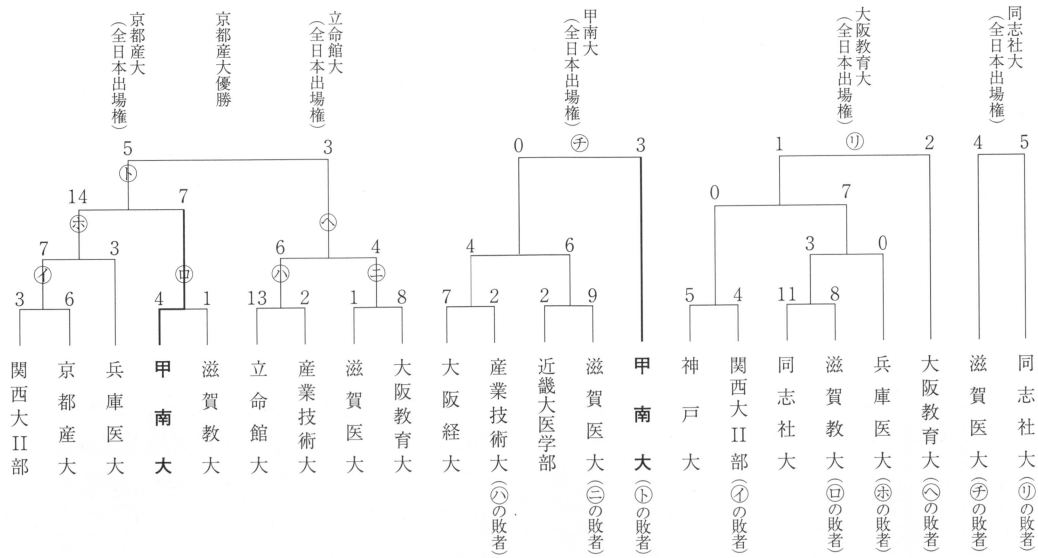 京都産大
(全日本出場権)
京都産大優勝
立命館大
(全日本出場権)
甲南大
(全日本出場権)
大阪教育大
(全日本出場権)
同志社大
(全日本出場権)
5 3 0 ㋠ 3 1 ㋷ 2 4 5
㋣
14 7 0 7
㋭ ㋬
7 3 6 4 4 6 3 0
㋑ ㋺ ㋩ ㋥
3 6 4 1 13 2 1 8 7 2 2 9 5 4 11 8
関西大II部
京都産大
兵庫医大
甲南大
滋賀教大
立命館大
産業技術大
滋賀医大
大阪教育大
大阪経大
産業技術大(㋩の敗者)
近畿大医学部
滋賀医大(㋥の敗者)
甲南大(㋣の敗者)
神戸大
関西大II部(㋑の敗者)
同志社大
滋賀教大(㋺の敗者)
兵庫医大(㋭の敗者)
大阪教育大(㋬の敗者)
滋賀医大(㋠の敗者)
同志社大(㋷の敗者)